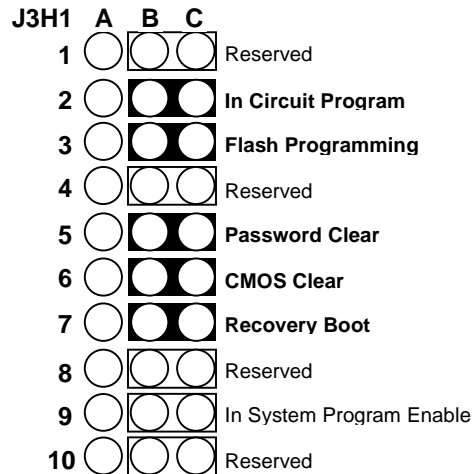 J3H1 A B C
1 Reserved
2 In Circuit Program
3 Flash Programming
4 Reserved
5 Password Clear
6 CMOS Clear
7 Recovery Boot
8 Reserved
9 In System Program Enable
10 Reserved